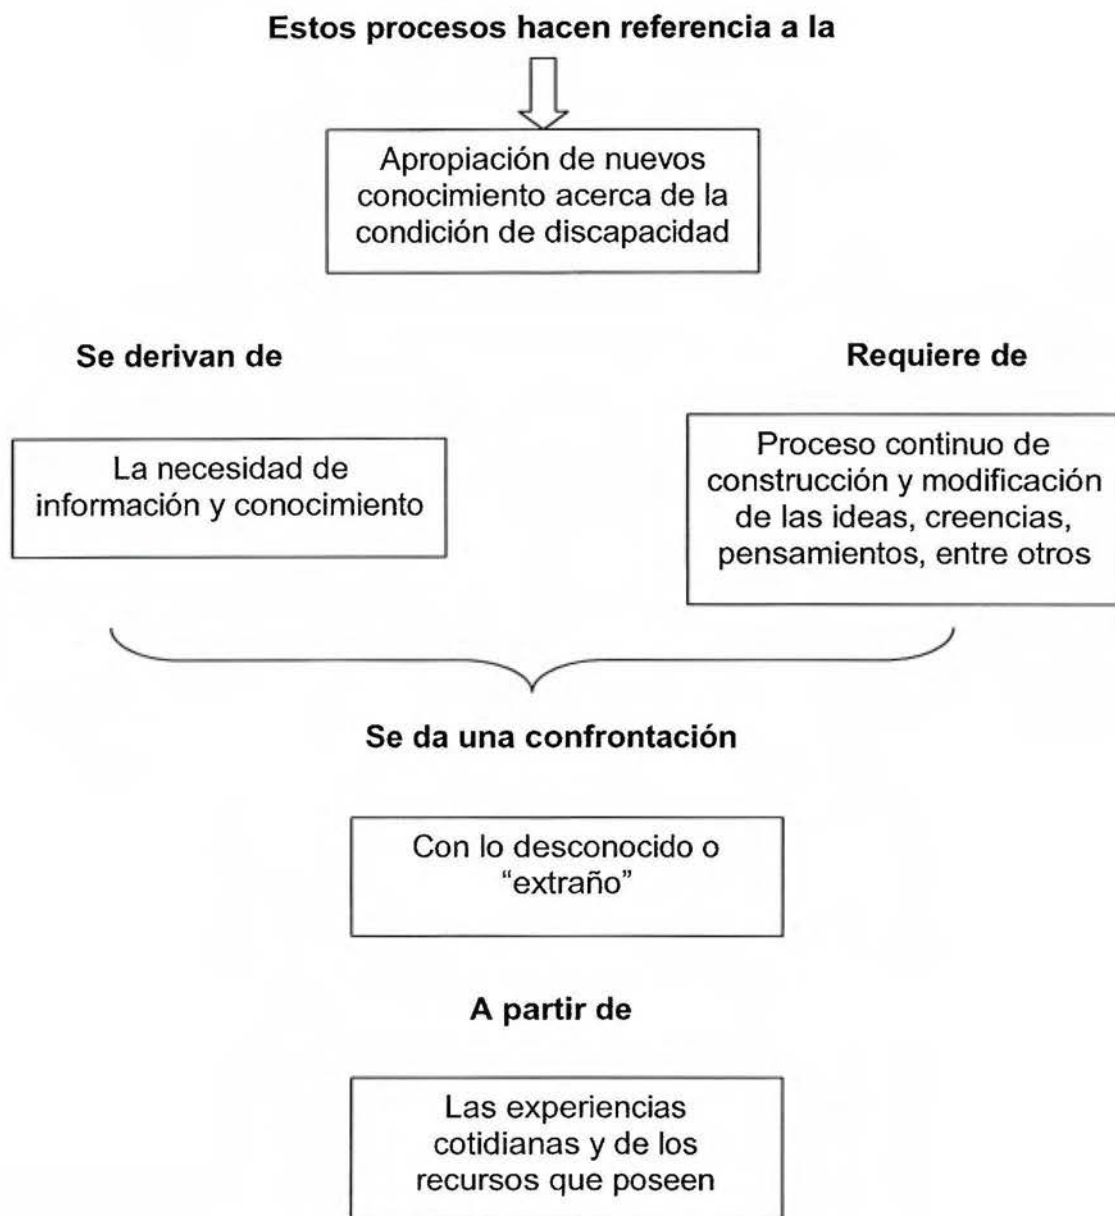 Estos procesos hacen referencia a la
Apropiación de nuevos
conocimiento acerca de la
condición de discapacidad
Se derivan de
Requiere de
La necesidad de
información y conocimiento
Proceso continuo de
construcción y modificación
de las ideas, creencias,
pensamientos, entre otros
Se da una confrontación
Con lo desconocido o
“extraño”
A partir de
Las experiencias
cotidianas y de los
recursos que poseen